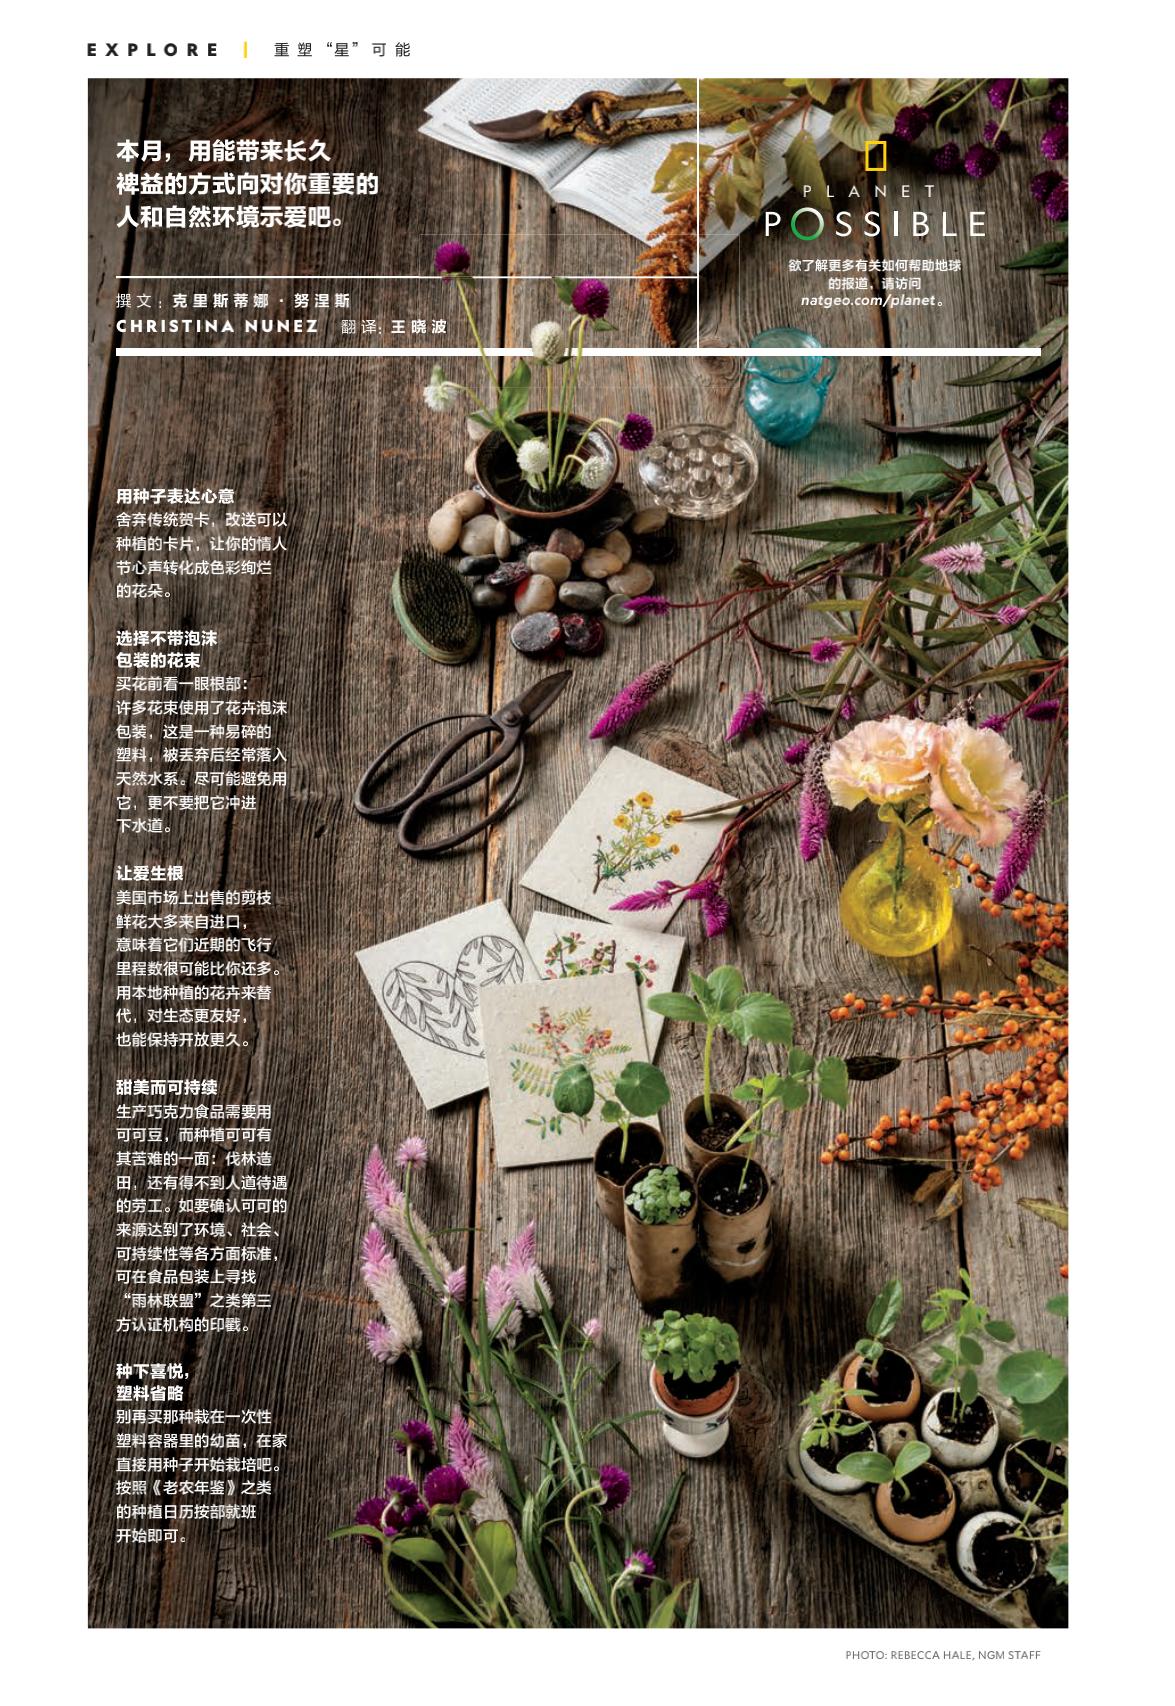 EXPLORE | 重塑“星”可能
本月，用能带来长久
裨益的方式向对你重要的
人和自然环境示爱吧。
撰文：克里斯蒂娜·努涅斯
CHRISTINA NUNEZ 翻译：王晓波
PLANET
POSSIBLE
欲了解更多有关如何帮助地球
的报道，请访问
natgeo.com/planet。
用种子表达心意
舍弃传统贺卡，改送可以
种植的卡片，让你的情人
节心声转化成色彩绚烂
的花朵。
选择不带泡沫
包装的花束
买花前看一眼根部：
许多花束使用了花卉泡沫
包装，这是一种易碎的
塑料，被丢弃后经常落入
天然水系。尽可能避免用
它，更不要把它冲进
下水道。
让爱生根
美国市场上出售的剪枝
鲜花大多来自进口，
意味着它们近期的飞行
里程数很可能比你还多。
用本地种植的花卉来替
代，对生态更友好，
也能保持开放更久。
甜美而可持续
生产巧克力食品需要用
可可豆，而种植可可有
其苦难的一面：伐林造
田，还有得不到人道待遇
的劳工。如要确认可可的
来源达到了环境、社会、
可持续性等各方面标准，
可在食品包装上寻找
“雨林联盟”之类第三
方认证机构的印戳。
种下喜悦，
塑料省略
别再买那种栽在一次性
塑料容器里的幼苗，在家
直接用种子开始栽培吧。
按照《老农年鉴》之类
的种植日历按部就班
开始即可。
PHOTO: REBECCA HALE, NGM STAFF